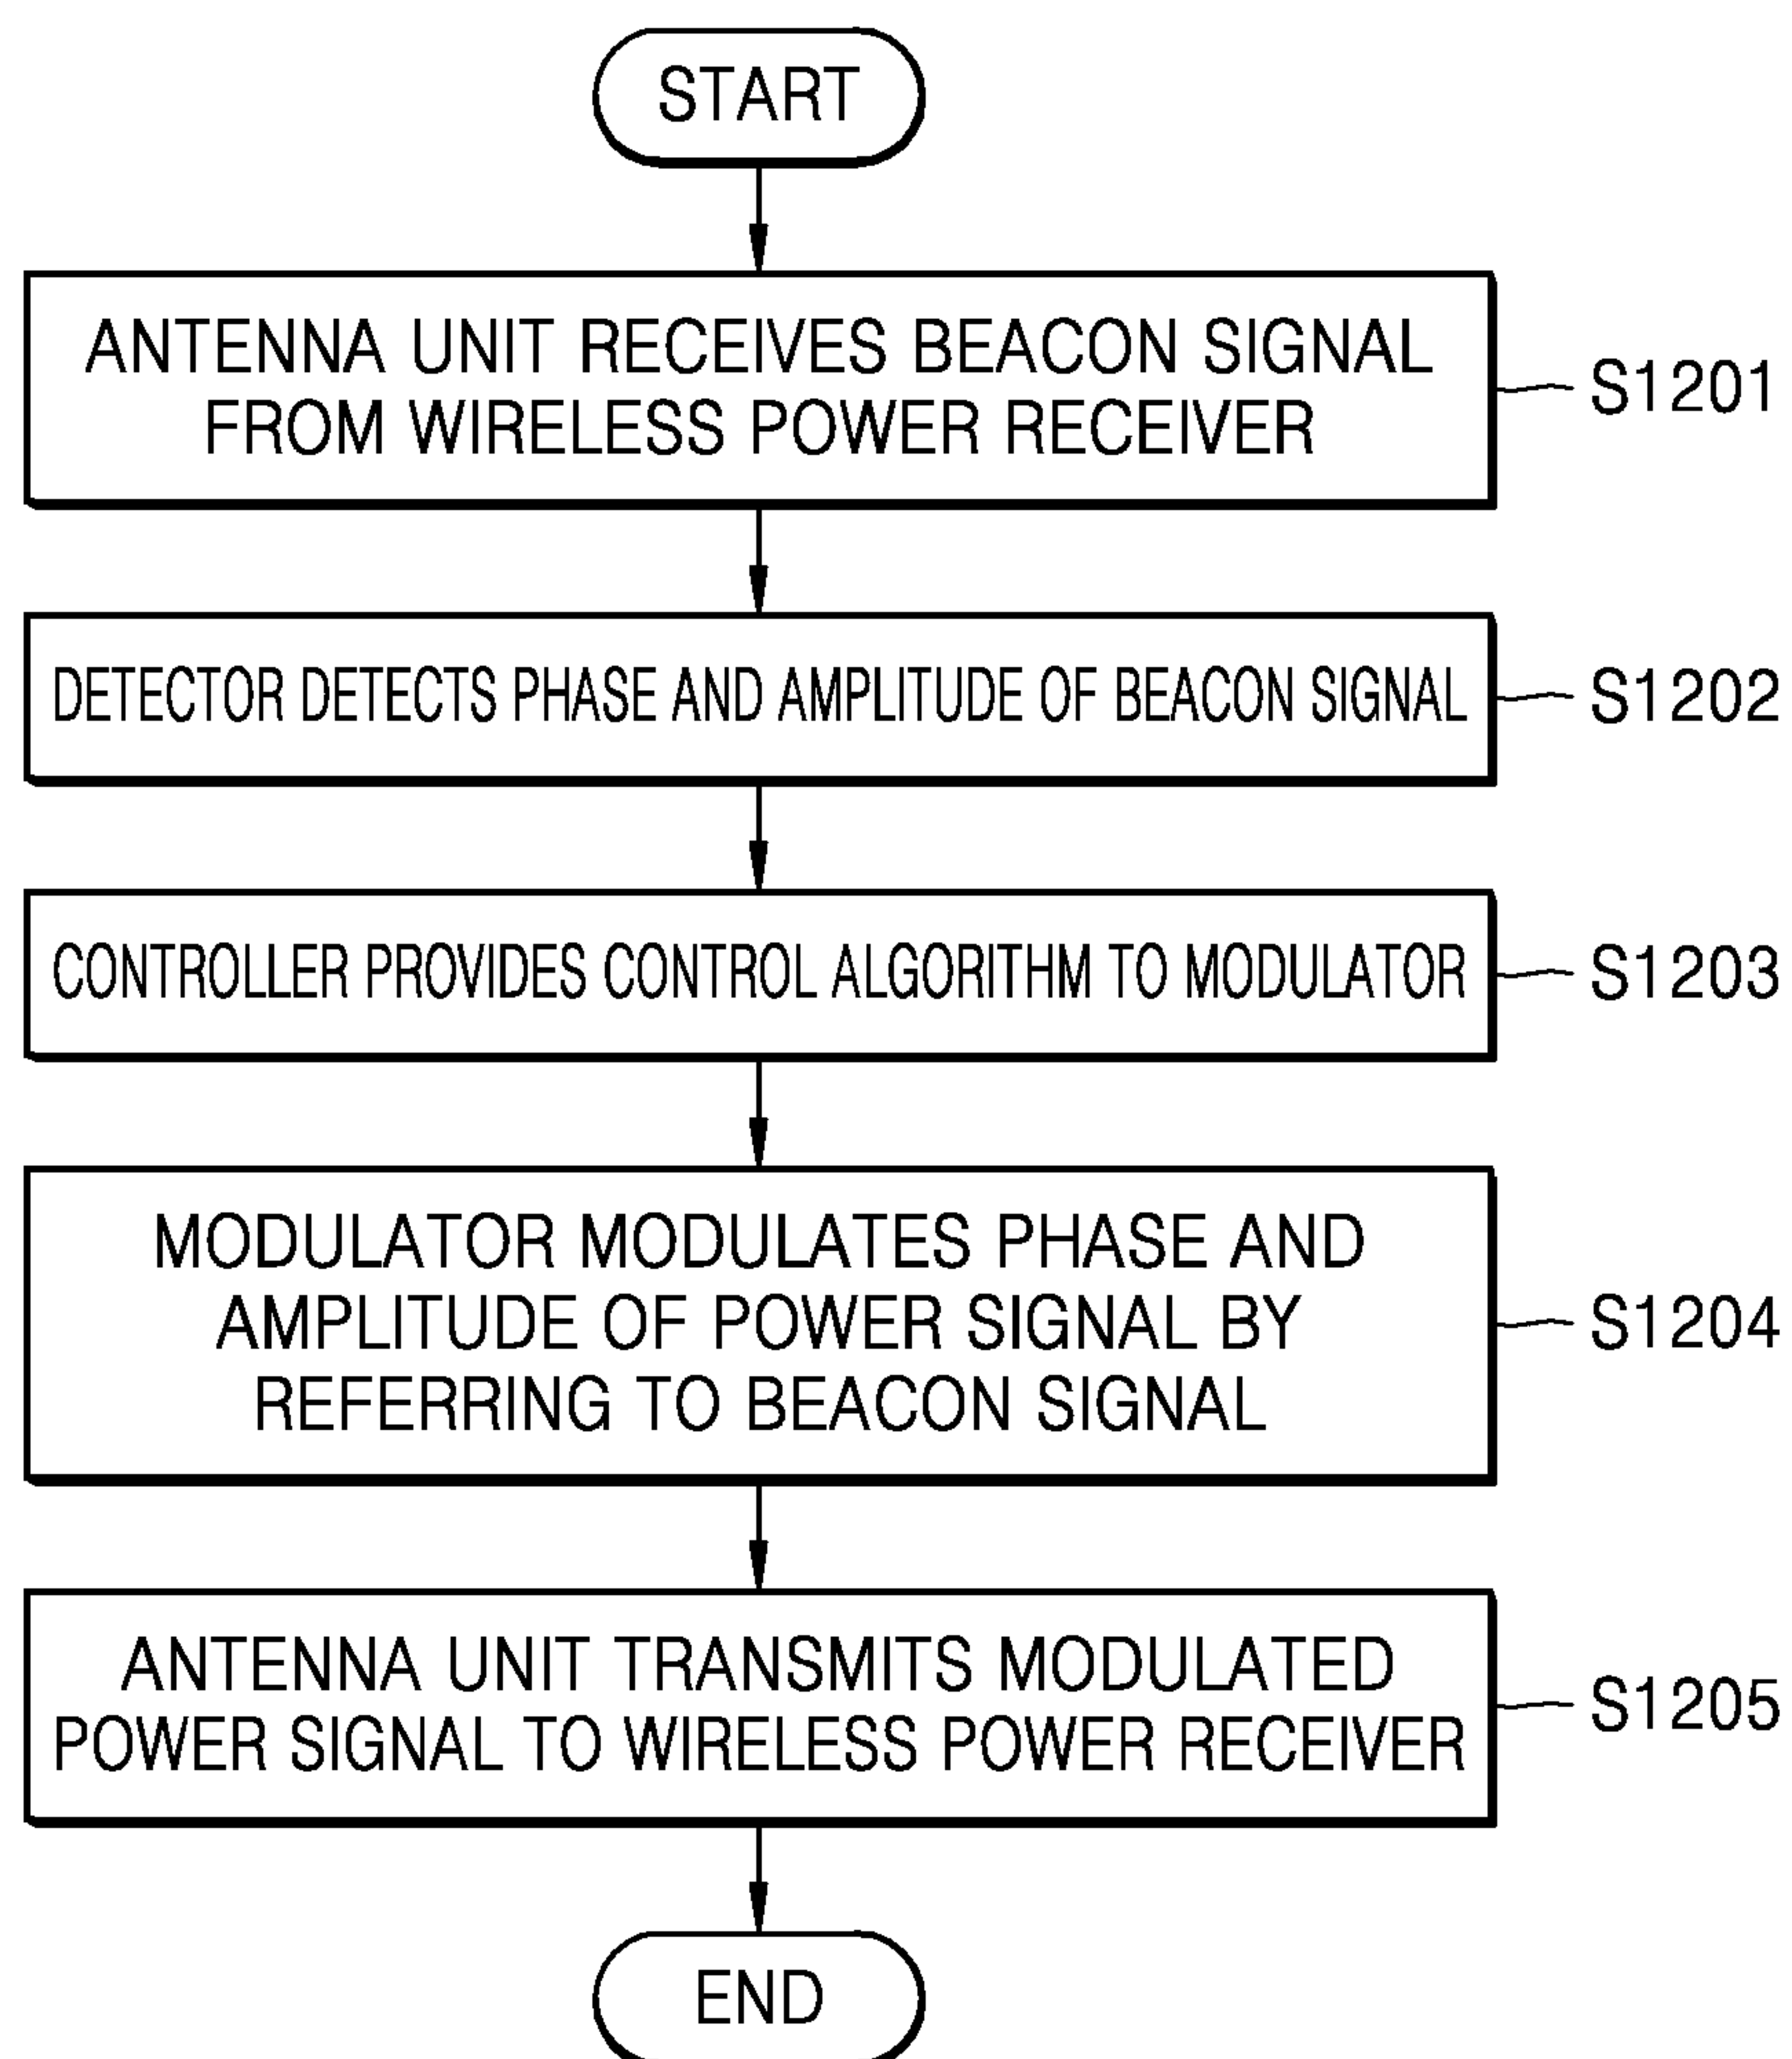 START
ANTENNA UNIT RECEIVES BEACON SIGNAL
FROM WIRELESS POWER RECEIVER
S1201
DETECTOR DETECTS PHASE AND AMPLITUDE OF BEACON SIGNAL
S1202
CONTROLLER PROVIDES CONTROL ALGORITHM TO MODULATOR
S1203
MODULATOR MODULATES PHASE AND
AMPLITUDE OF POWER SIGNAL BY
REFERRING TO BEACON SIGNAL
S1204
ANTENNA UNIT TRANSMITS MODULATED
POWER SIGNAL TO WIRELESS POWER RECEIVER
S1205
END